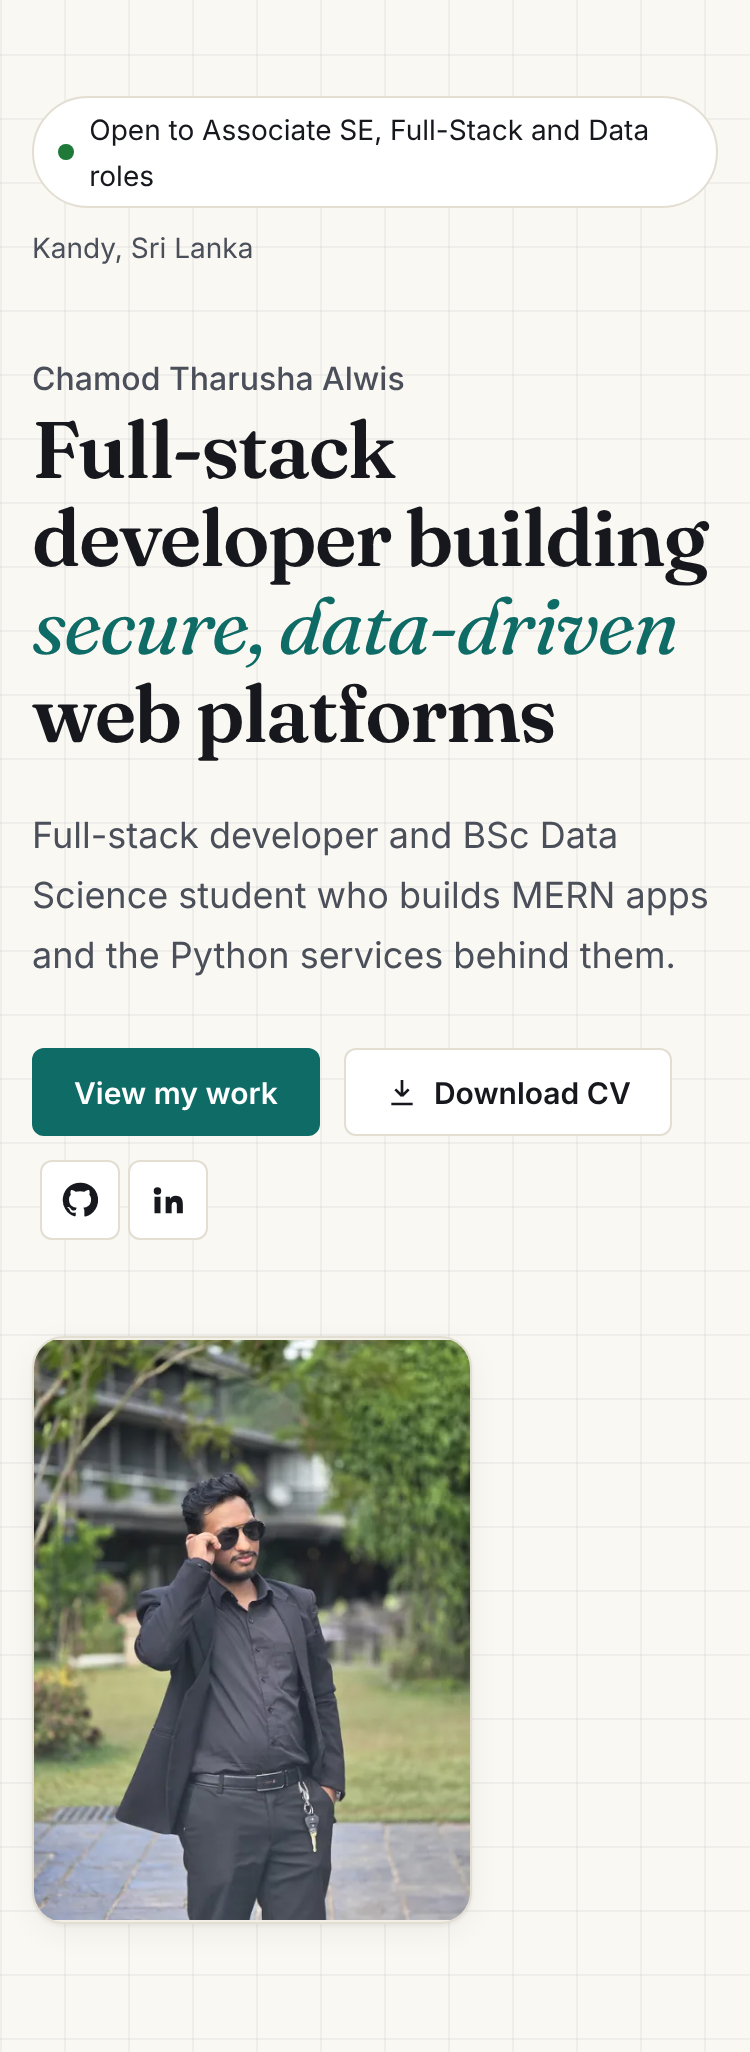 Open to Associate SE, Full-Stack and Data
roles
Kandy, Sri Lanka
Chamod Tharusha Alwis
Full-stack
developer building
secure, data-driven
web platforms
Full-stack developer and BSc Data
Science student who builds MERN apps
and the Python services behind them.
View my work
Download CV
in